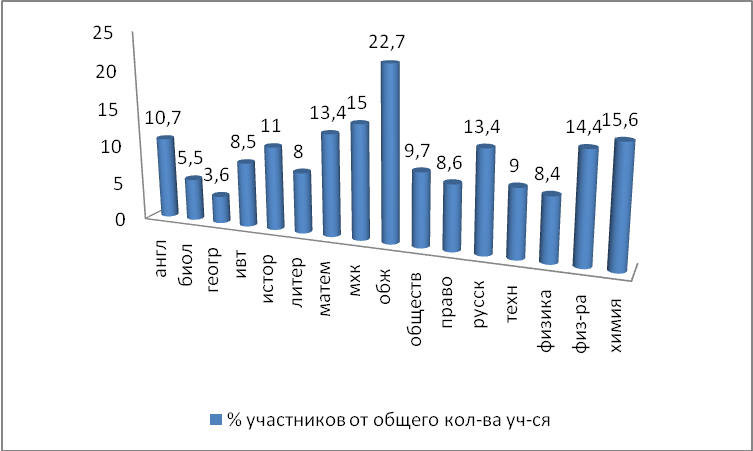 25
20
15
10
5
0
10,7
5,5
3,6
8,5
11
8
13,4
15
22,7
9,7
8,6
13,4
9
8,4
14,4
15,6
англ
биол
геогр
ивт
истор
литер
матем
мхк
обж
обществ
право
русск
техн
физика
физ-ра
химия
% участников от общего кол-ва уч-ся